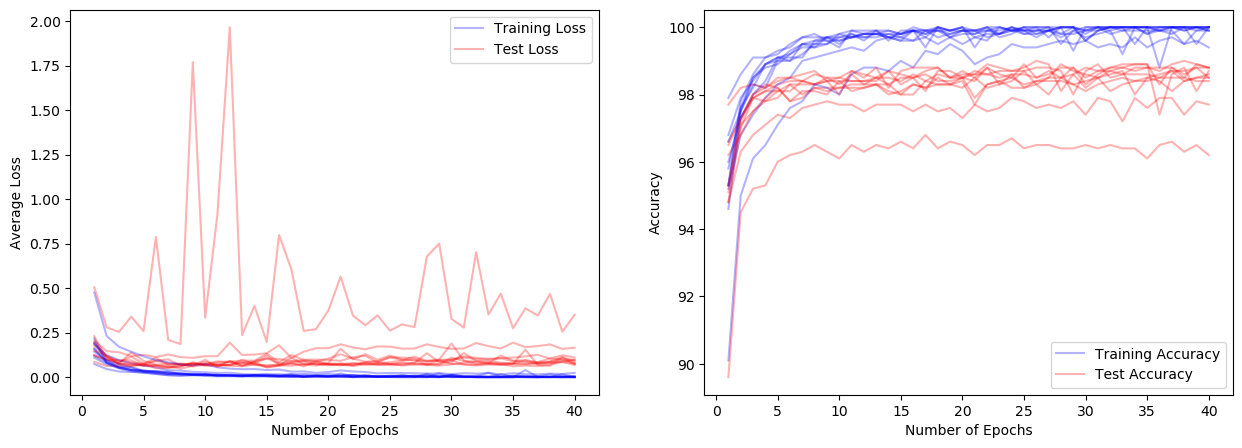 2.00
1.75
1.50
1.25
1.00
0.75
0.50
0.25
0.00
Average Loss
0 5 10 15 20 25 30 35 40
Number of Epochs
Training Loss
Test Loss
100
98
96
94
92
90
Accuracy
0 5 10 15 20 25 30 35 40
Number of Epochs
Training Accuracy
Test Accuracy